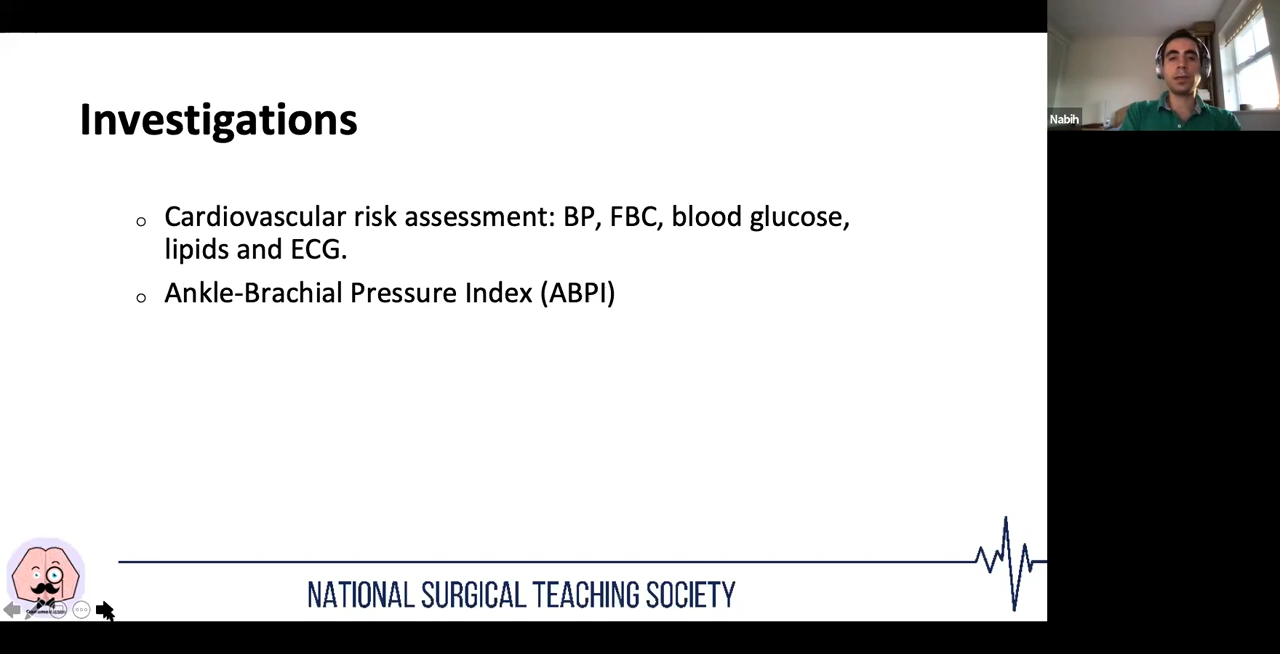 Investigations
Cardiovascular risk assessment: BP, FBC, blood glucose,
lipids and ECG.
Ankle-Brachial Pressure Index (ABPI)
NATIONAL SURGICAL TEACHING SOCIETY
Nabih